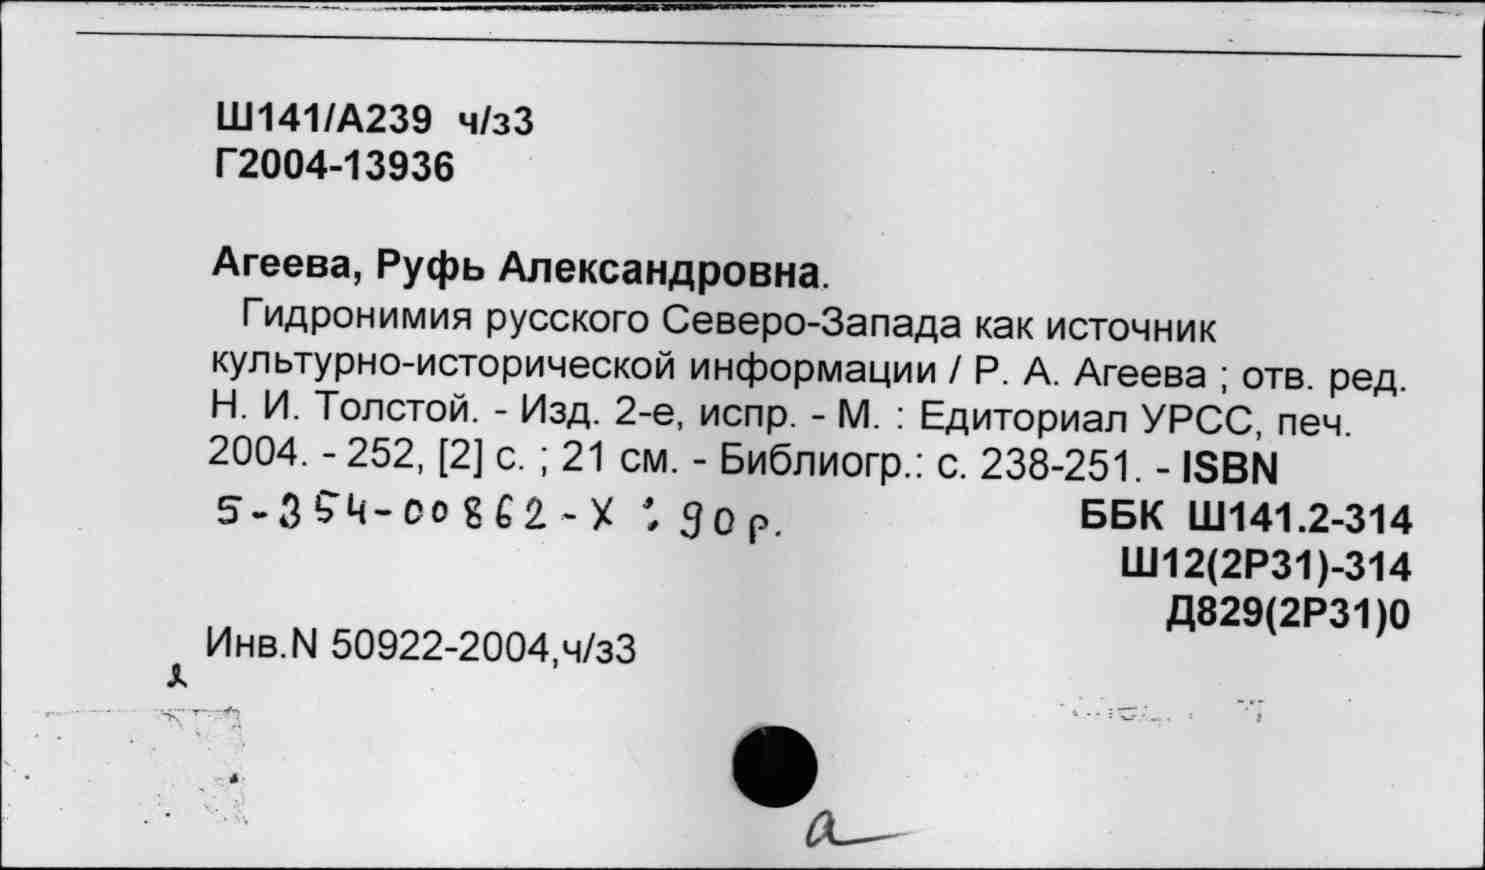 Ш141/А239 ч/з3
Г2004-13936
Агеева, Руфь Александровна.
Гидронимия русского Северо-Запада как источник
культурно-исторической информации / Р. А. Агеева ; отв. ред.
Н. И. Толстой. - Изд. 2-е, испр. - М. : Едиториал УРСС, печ.
2004. - 252, [2] с. ; 21 см. - Библиогр.: с. 238-251. - ISBN
5-354-00862-X : 90 р.
ББК Ш141.2-314
Ш12(2Р31)-314
Д829(2Р31)0
Инв.N 50922-2004,ч/з3
а